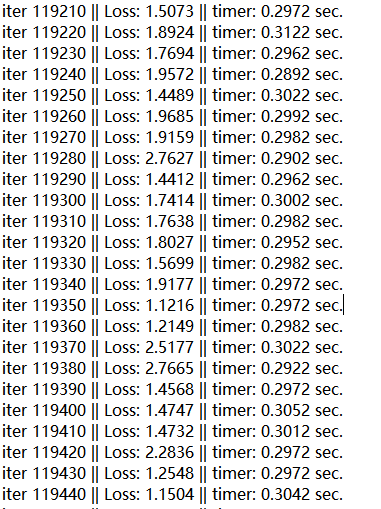 iter 119210 || Loss: 1.5073 || timer: 0.2972 sec.
iter 119220 || Loss: 1.8924 || timer: 0.3122 sec.
iter 119230 || Loss: 1.7694 || timer: 0.2962 sec.
iter 119240 || Loss: 1.9572 || timer: 0.2892 sec.
iter 119250 || Loss: 1.4489 || timer: 0.3022 sec.
iter 119260 || Loss: 1.9685 || timer: 0.2992 sec.
iter 119270 || Loss: 1.9159 || timer: 0.2982 sec.
iter 119280 || Loss: 2.7627 || timer: 0.2902 sec.
iter 119290 || Loss: 1.4412 || timer: 0.2962 sec.
iter 119300 || Loss: 1.7414 || timer: 0.3002 sec.
iter 119310 || Loss: 1.7638 || timer: 0.2982 sec.
iter 119320 || Loss: 1.8027 || timer: 0.2952 sec.
iter 119330 || Loss: 1.5699 || timer: 0.2982 sec.
iter 119340 || Loss: 1.9177 || timer: 0.2972 sec.
iter 119350 || Loss: 1.1216 || timer: 0.2972 sec.
iter 119360 || Loss: 1.2149 || timer: 0.2982 sec.
iter 119370 || Loss: 2.5177 || timer: 0.3022 sec.
iter 119380 || Loss: 2.7665 || timer: 0.2922 sec.
iter 119390 || Loss: 1.4568 || timer: 0.2972 sec.
iter 119400 || Loss: 1.4747 || timer: 0.3052 sec.
iter 119410 || Loss: 1.4732 || timer: 0.3012 sec.
iter 119420 || Loss: 2.2836 || timer: 0.2972 sec.
iter 119430 || Loss: 1.2548 || timer: 0.2972 sec.
iter 119440 || Loss: 1.1504 || timer: 0.3042 sec.